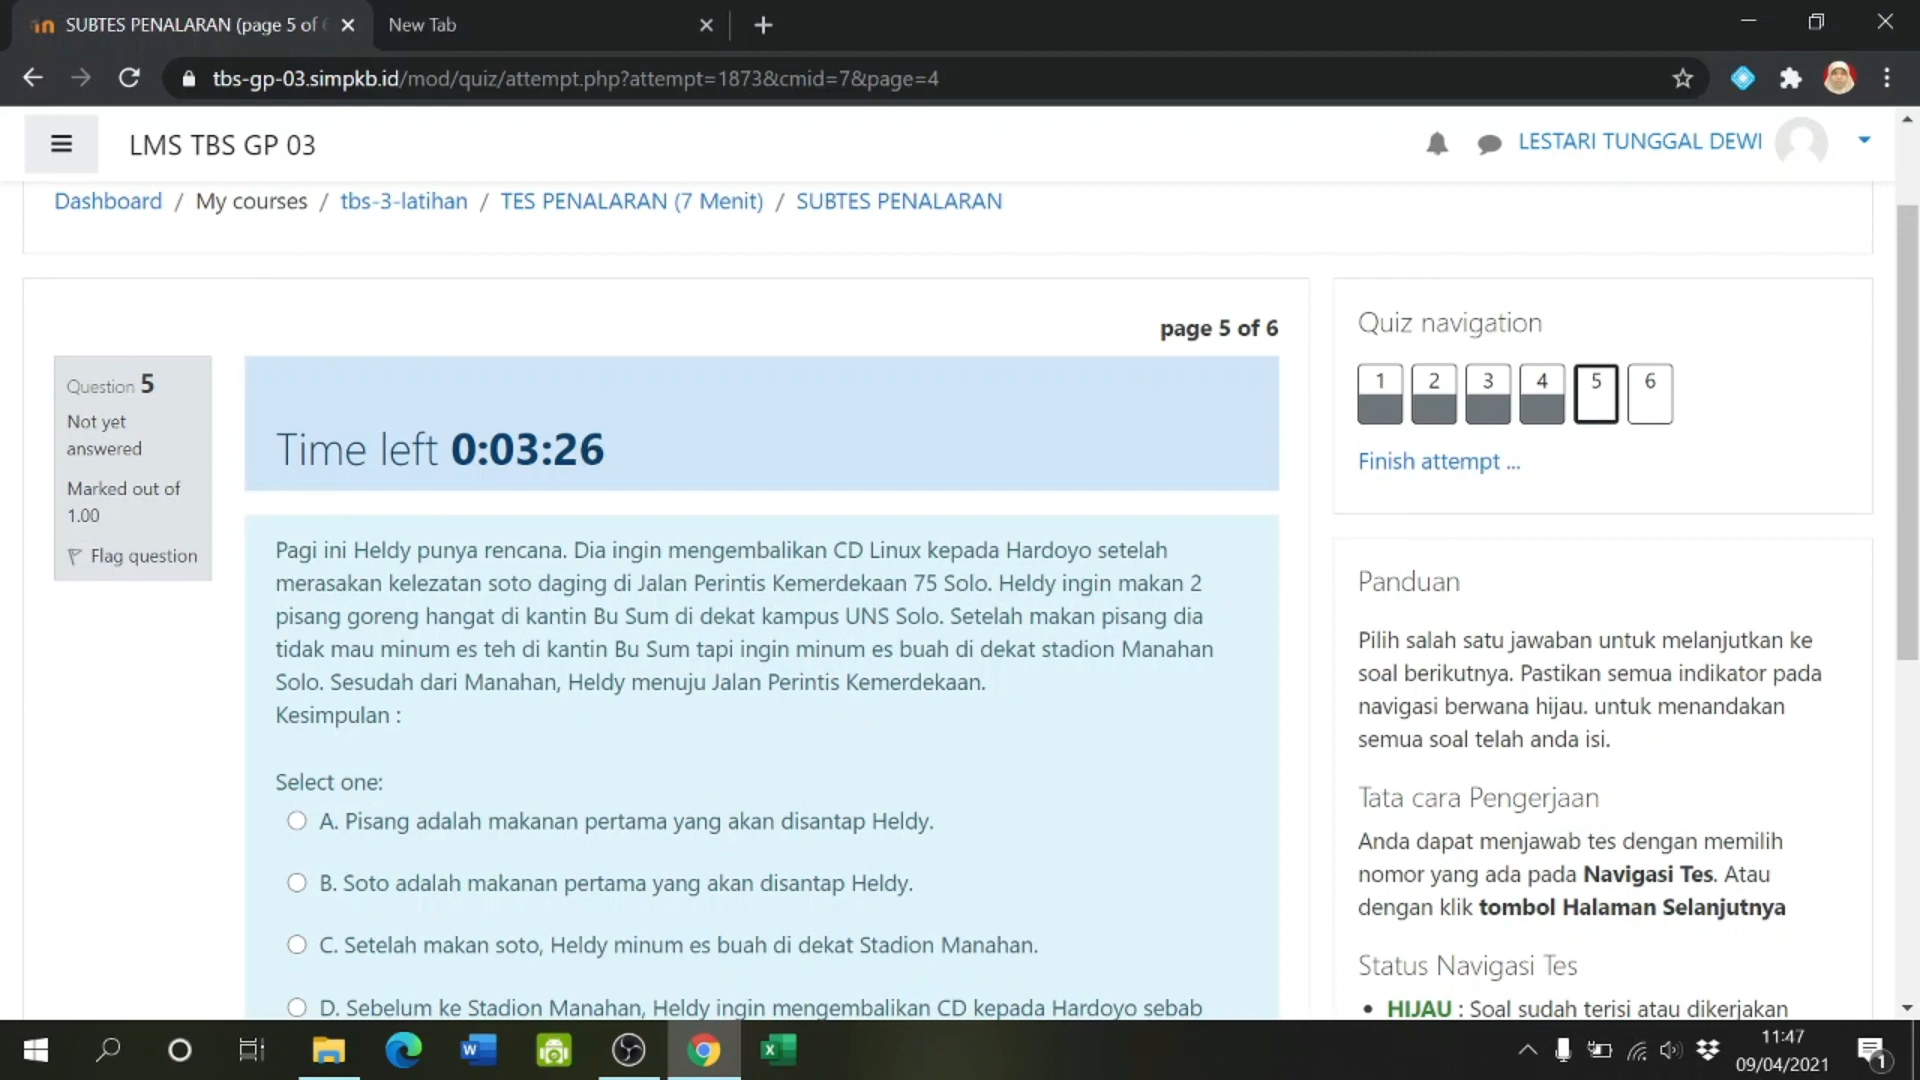 SUBTES PENALARAN (page 5 of
New Tab
tbs-gp-03.simpkb.id/mod/quiz/attempt.php?attempt=1873&cmid=7&page=4
LMS TBS GP 03
LESTARI TUNGGAL DEWI
Dashboard / My courses / tbs-3-latihan / TES PENALARAN (7 Menit) / SUBTES PENALARAN
page 5 of 6
Question 5
Not yet
answered
Marked out of
1.00
Flag question
Time left 0:03:26
Pagi ini Heldy punya rencana. Dia ingin mengembalikan CD Linux kepada Hardoyo setelah
merasakan kelezatan soto daging di Jalan Perintis Kemerdekaan 75 Solo. Heldy ingin makan 2
pisang goreng hangat di kantin Bu Sum di dekat kampus UNS Solo. Setelah makan pisang dia
tidak mau minum es teh di kantin Bu Sum tapi ingin minum es buah di dekat stadion Manahan
Solo. Sesudah dari Manahan, Heldy menuju Jalan Perintis Kemerdekaan.
Kesimpulan :
Select one:
A. Pisang adalah makanan pertama yang akan disantap Heldy.
B. Soto adalah makanan pertama yang akan disantap Heldy.
C. Setelah makan soto, Heldy minum es buah di dekat Stadion Manahan.
D. Sebelum ke Stadion Manahan, Heldy ingin mengembalikan CD kepada Hardoyo sebab
Quiz navigation
1 2 3 4 5 6
Finish attempt ...
Panduan
Pilih salah satu jawaban untuk melanjutkan ke
soal berikutnya. Pastikan semua indikator pada
navigasi berwana hijau. untuk menandakan
semua soal telah anda isi.
Tata cara Pengerjaan
Anda dapat menjawab tes dengan memilih
nomor yang ada pada Navigasi Tes. Atau
dengan klik tombol Halaman Selanjutnya
Status Navigasi Tes
• HIJAU : Soal sudah terisi atau dikerjakan
11:47
09/04/2021
1